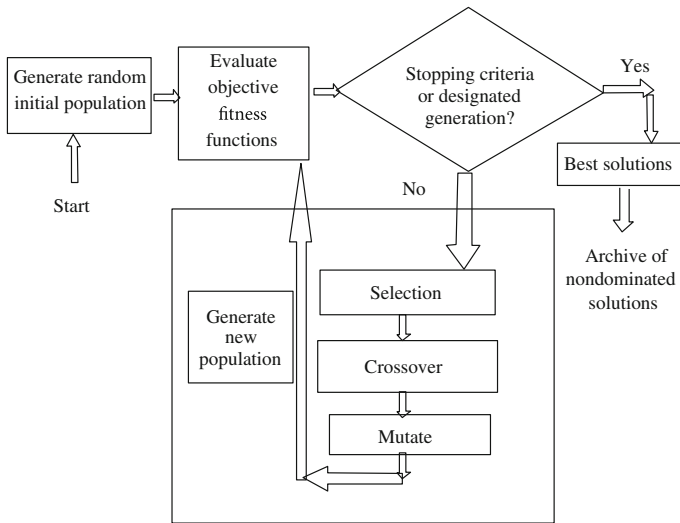 Generate random
initial population
Start
Evaluate
objective
fitness
functions
Stopping criteria
or designated
generation?
Yes
Best solutions
Archive of
nondominated
solutions
No
Selection
Crossover
Mutate
Generate
new
population